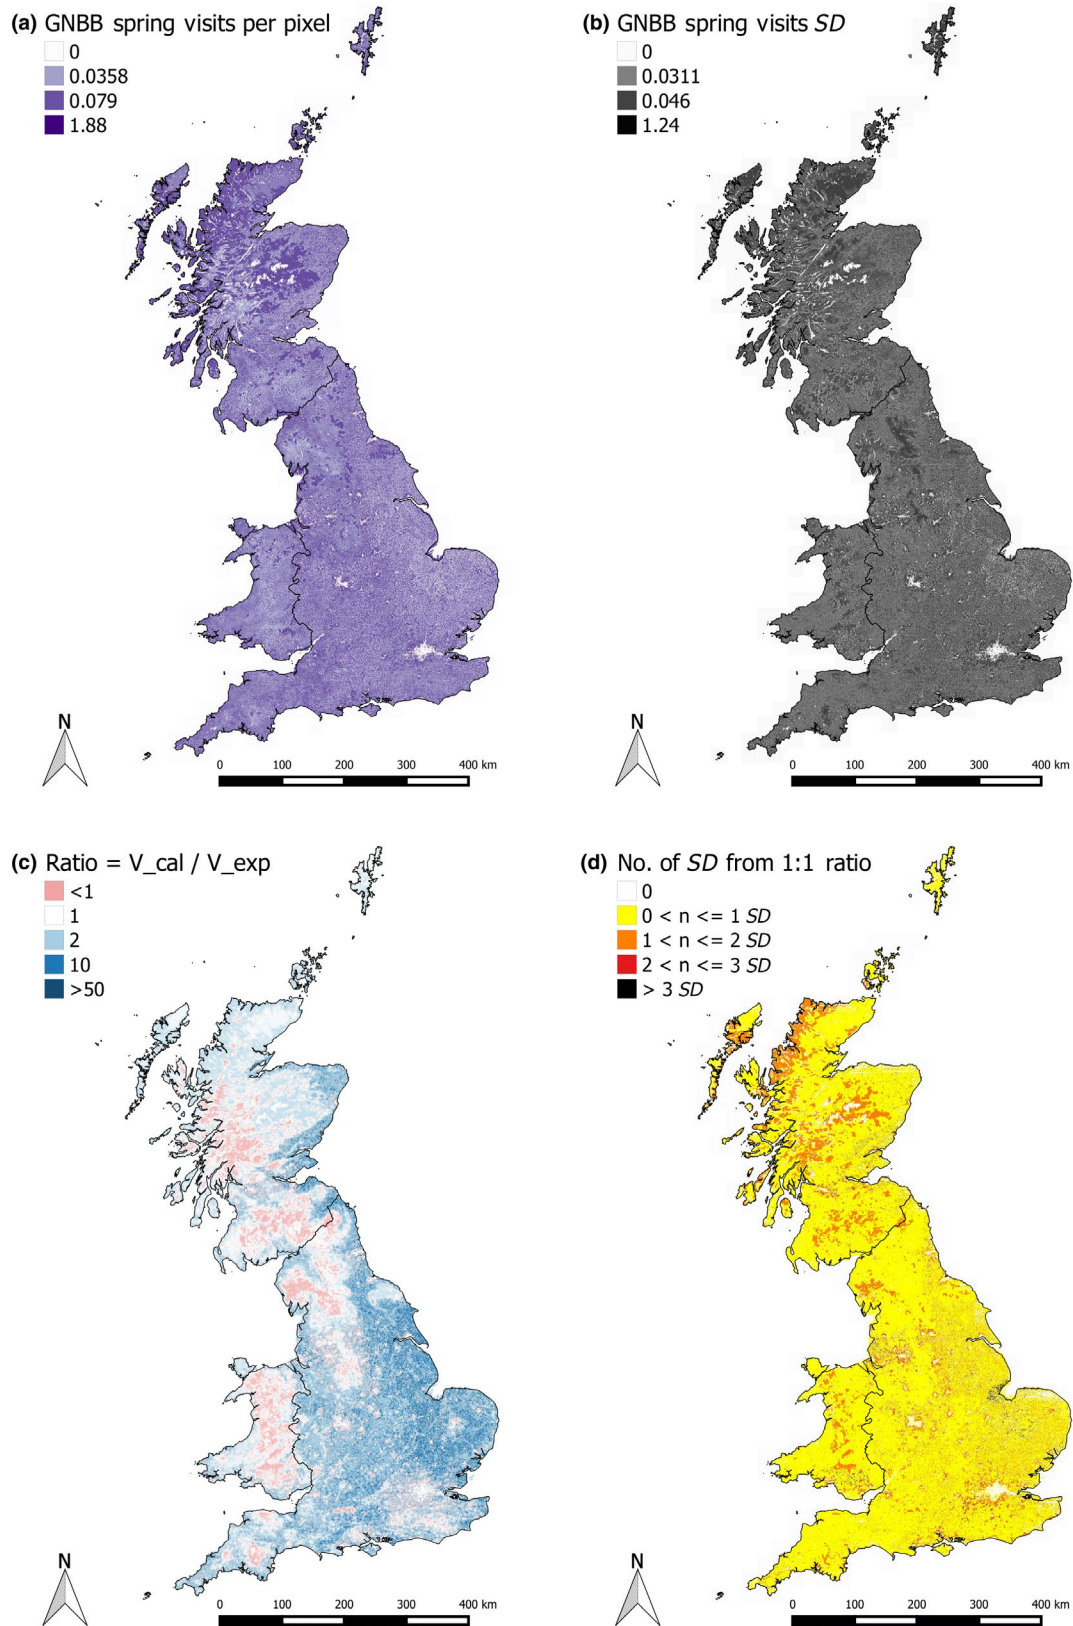 (a) GNBB spring visits per pixel
0
0.0358
0.079
1.88
N
0 100 200 300 400 km
(b) GNBB spring visits SD
0
0.0311
0.046
1.24
N
0 100 200 300 400 km
(c) Ratio = V_cal / V_exp
<1
1
2
10
>50
N
0 100 200 300 400 km
(d) No. of SD from 1:1 ratio
0
0 < n <= 1 SD
1 < n <= 2 SD
2 < n <= 3 SD
> 3 SD
N
0 100 200 300 400 km